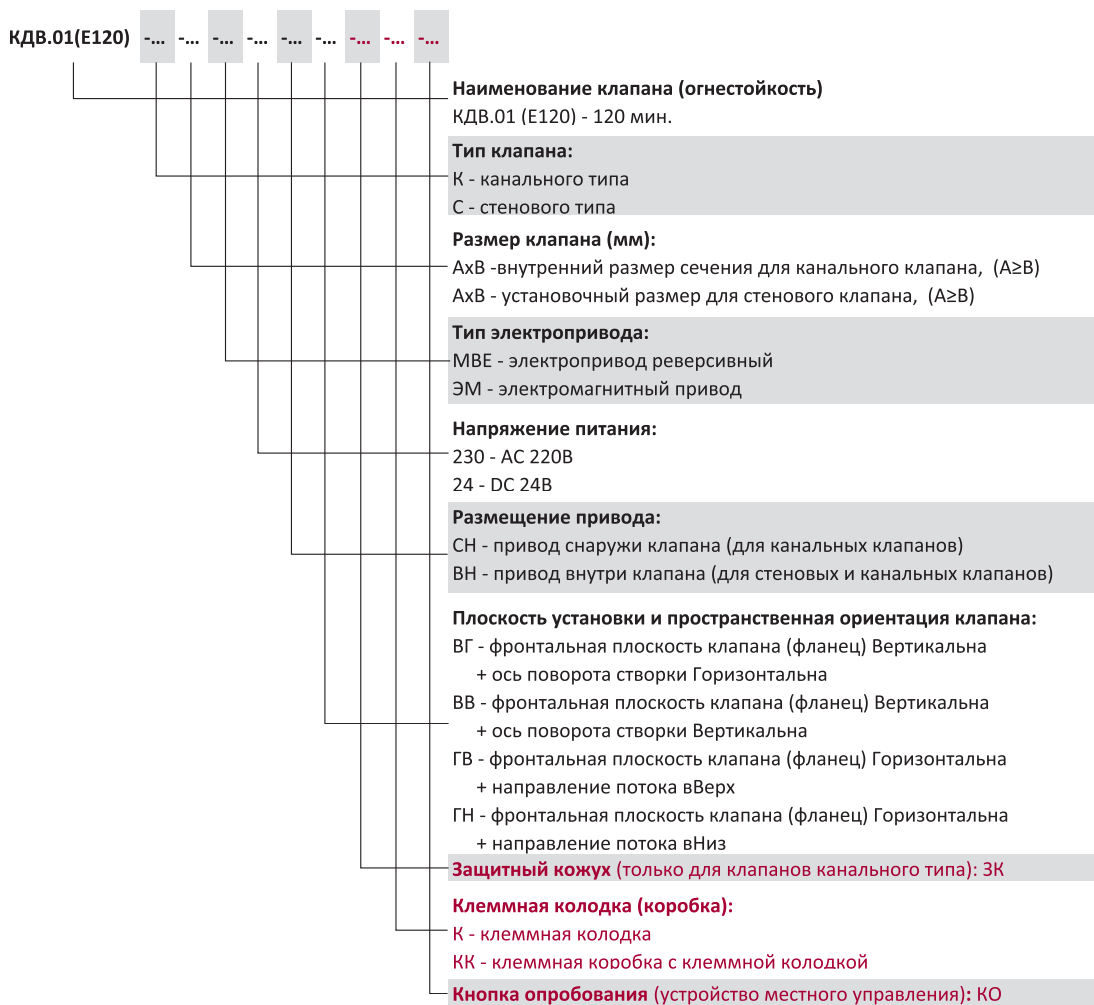 КДВ.01(E120) -... -... -... -... -... -... -... -... -...
Наименование клапана (огнестойкость)
КДВ.01 (E120) - 120 мин.
Тип клапана:
К - канального типа
С - стенового типа
Размер клапана (мм):
АхВ -внутренний размер сечения для канального клапана, (А≥В)
АхВ - установочный размер для стенового клапана, (А≥В)
Тип электропривода:
МВЕ - электропривод реверсивный
ЭМ - электромагнитный привод
Напряжение питания:
230 - АС 220В
24 - DC 24В
Размещение привода:
СН - привод снаружи клапана (для канальных клапанов)
ВН - привод внутри клапана (для стеновых и канальных клапанов)
Плоскость установки и пространственная ориентация клапана:
ВГ - фронтальная плоскость клапана (фланец) Вертикальна
+ ось поворота створки Горизонтальна
ВВ - фронтальная плоскость клапана (фланец) Вертикальна
+ ось поворота створки Вертикальна
ГВ - фронтальная плоскость клапана (фланец) Горизонтальна
+ направление потока вВерх
ГН - фронтальная плоскость клапана (фланец) Горизонтальна
+ направление потока вНиз
Защитный кожух (только для клапанов канального типа): ЗК
Клеммная колодка (коробка):
К - клеммная колодка
КК - клеммная коробка с клеммной колодкой
Кнопка опробования (устройство местного управления): КО